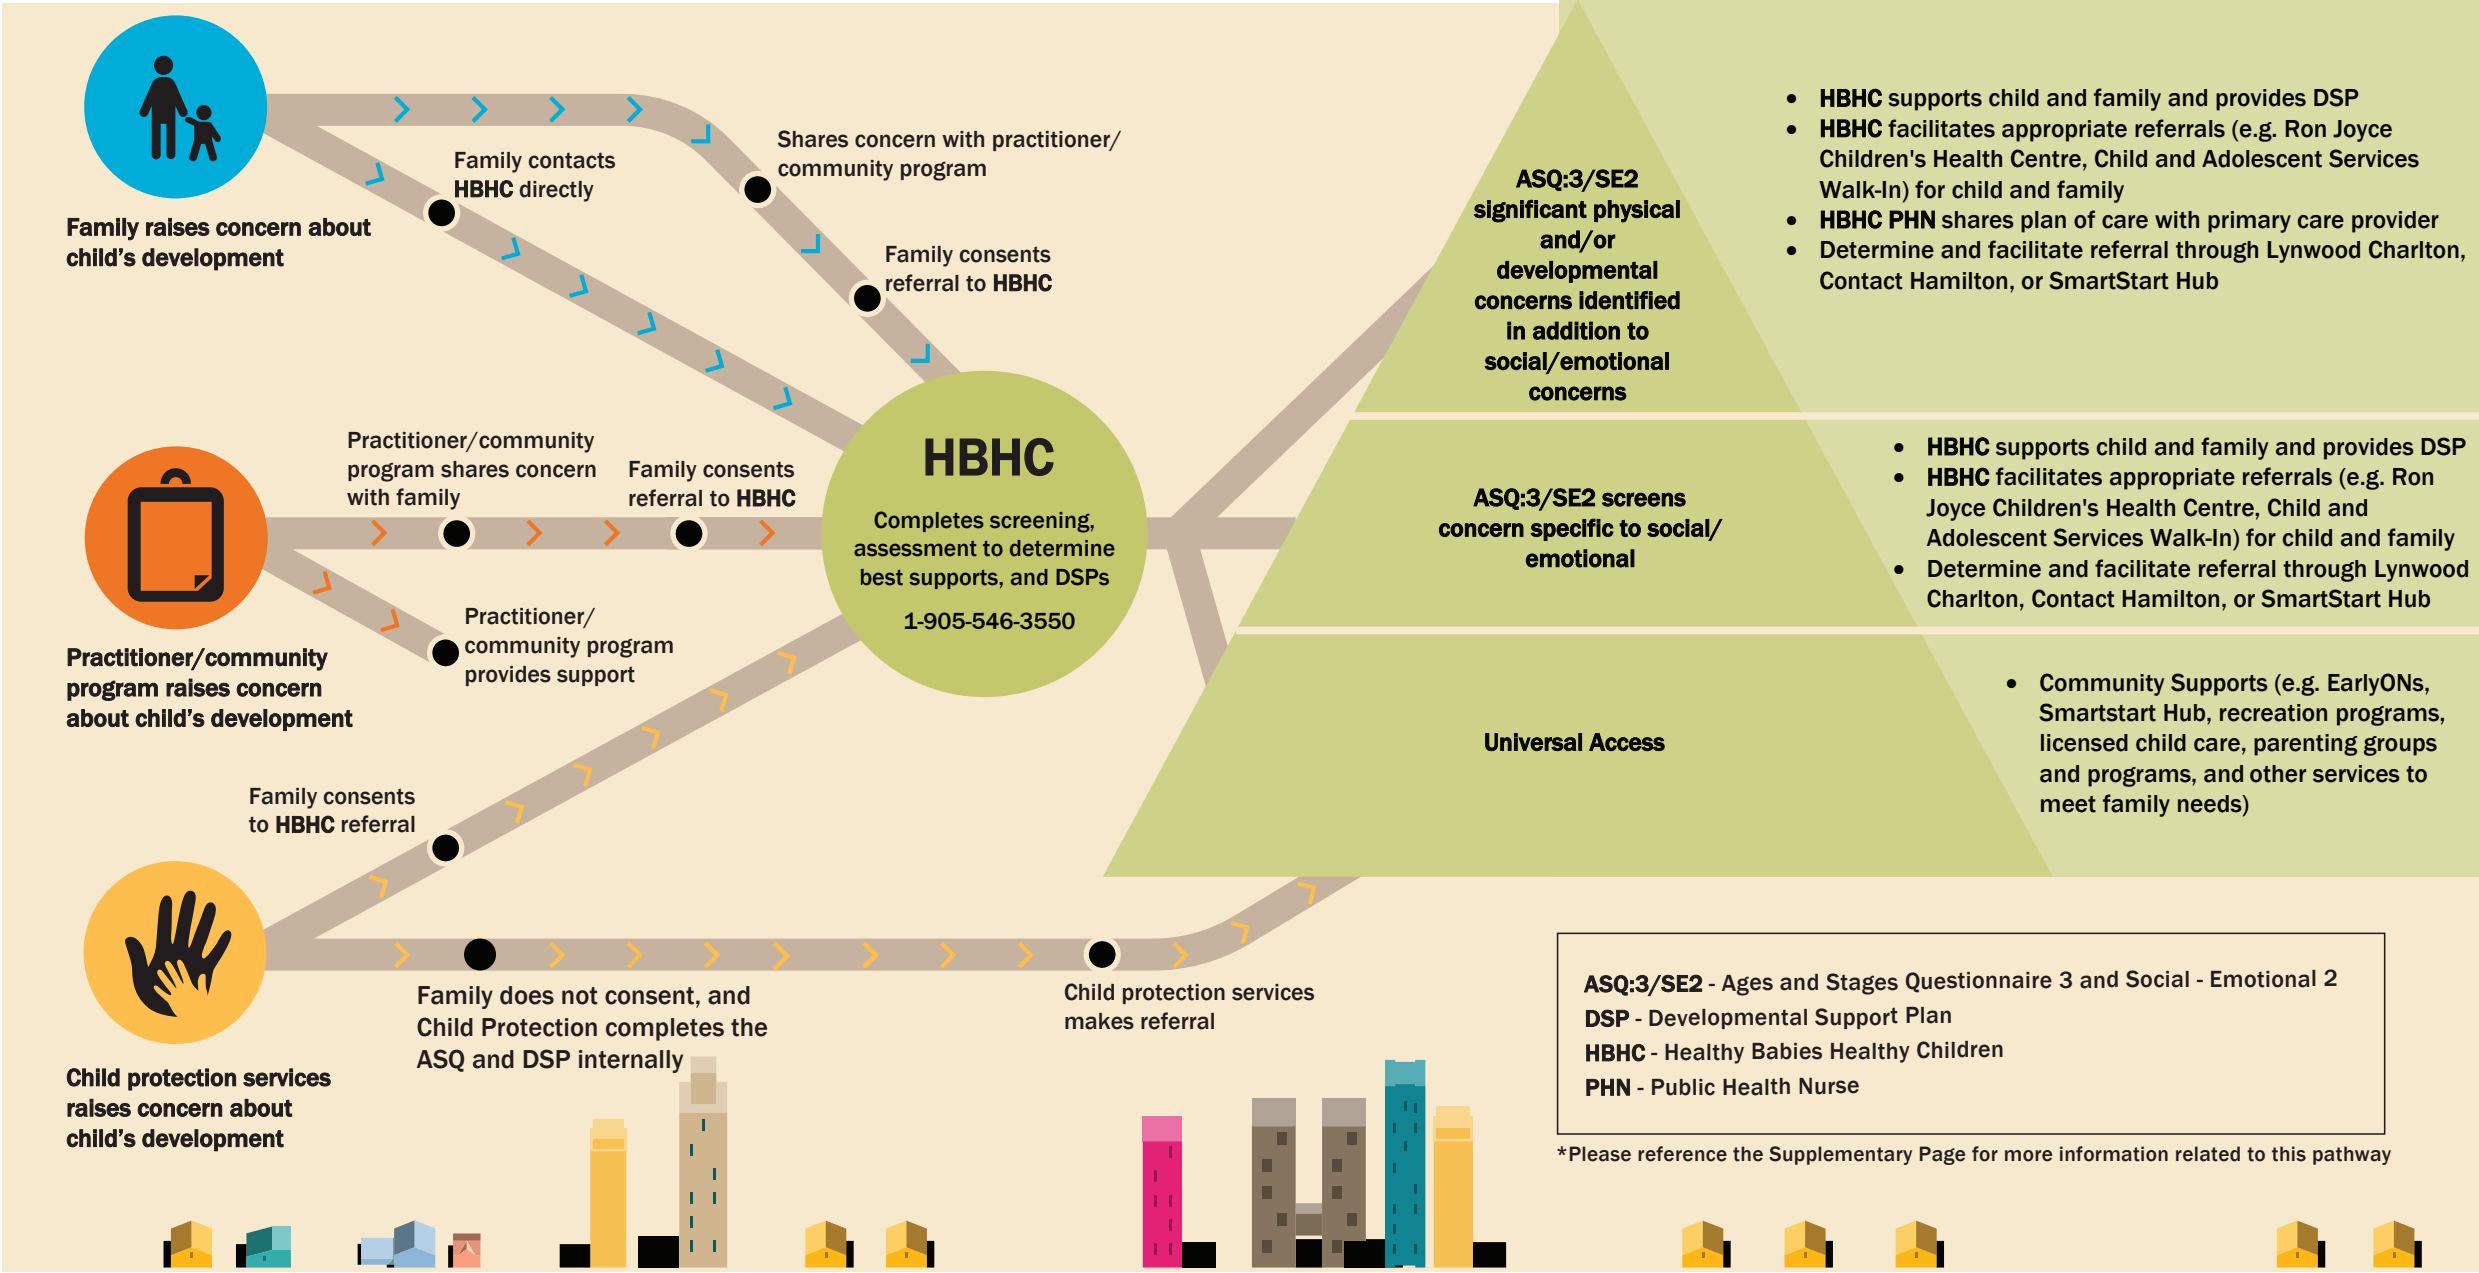 Family raises concern about
child's development
Family contacts
HBHC directly
Shares concern with practitioner/
community program
Family consents
referral to HBHC
Practitioner/community
program raises concern
about child's development
Practitioner/community
program shares concern
with family
Family consents
referral to HBHC
Practitioner/
community program
provides support
Child protection services
raises concern about
child's development
Family consents
to HBHC referral
Family does not consent, and
Child Protection completes the
ASQ and DSP internally
Child protection services
makes referral
HBHC
Completes screening,
assessment to determine
best supports, and DSPs
1-905-546-3550
ASQ:3/SE2
significant physical
and/or
developmental
concerns identified
in addition to
social/emotional
concerns
• HBHC supports child and family and provides DSP
• HBHC facilitates appropriate referrals (e.g. Ron Joyce
Children's Health Centre, Child and Adolescent Services
Walk-In) for child and family
• HBHC PHN shares plan of care with primary care provider
• Determine and facilitate referral through Lynwood Charlton,
Contact Hamilton, or SmartStart Hub
ASQ:3/SE2 screens
concern specific to social/
emotional
• HBHC supports child and family and provides DSP
• HBHC facilitates appropriate referrals (e.g. Ron
Joyce Children's Health Centre, Child and
Adolescent Services Walk-In) for child and family
• Determine and facilitate referral through Lynwood
Charlton, Contact Hamilton, or SmartStart Hub
Universal Access
• Community Supports (e.g. EarlyONs,
Smartstart Hub, recreation programs,
licensed child care, parenting groups
and programs, and other services to
meet family needs)
ASQ:3/SE2 - Ages and Stages Questionnaire 3 and Social - Emotional 2
DSP - Developmental Support Plan
HBHC - Healthy Babies Healthy Children
PHN - Public Health Nurse
*Please reference the Supplementary Page for more information related to this pathway